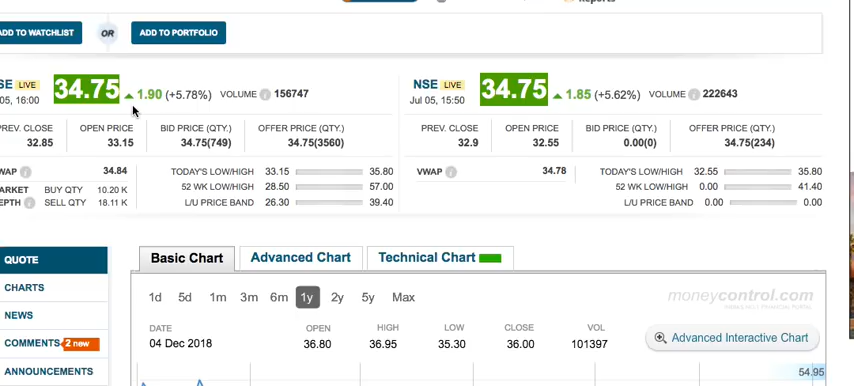 Reports
ADD TO WATCHLIST OR ADD TO PORTFOLIO
SE LIVE 34.75 1.90 (+5.78%) VOLUME i 156747
05, 16:00
NSE LIVE 34.75 1.85 (+5.62%) VOLUME i 222643
Jul 05, 15:50
PREV. CLOSE OPEN PRICE BID PRICE (QTY.) OFFER PRICE (QTY.)
32.85 33.15 34.75(749) 34.75(3560)
PREV. CLOSE OPEN PRICE BID PRICE (QTY.) OFFER PRICE (QTY.)
32.9 32.55 0.00(0) 34.75(234)
WAP i 34.84
ARKET BUY QTY 10.20 K
EPTH i SELL QTY 18.11 K
TODAY'S LOW/HIGH 33.15 35.80
52 WK LOW/HIGH 28.50 57.00
L/U PRICE BAND 26.30 39.40
VWAP i 34.78
TODAY'S LOW/HIGH 32.55 35.80
52 WK LOW/HIGH 0.00 41.40
L/U PRICE BAND 0.00 0.00
QUOTE
CHARTS
NEWS
COMMENTS 2 new
ANNOUNCEMENTS
Basic Chart Advanced Chart Technical Chart
1d 5d 1m 3m 6m 1y 2y 5y Max
moneycontrol.com
DATE OPEN HIGH LOW CLOSE VOL
04 Dec 2018 36.80 36.95 35.30 36.00 101397
Advanced Interactive Chart
54.95